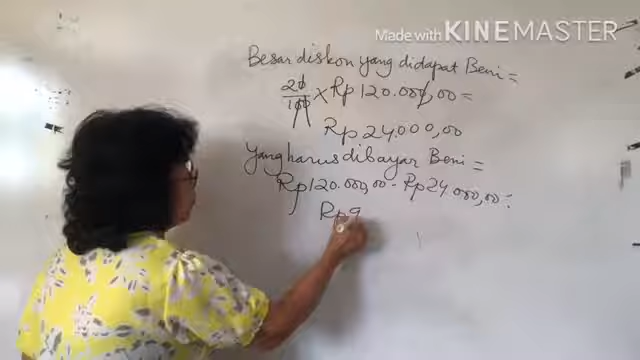 Made with KINEMASTER
Besar diskon yang didapat Beni =
20/100 × Rp 120.000,00 =
Rp 24.000,00
Yang harus dibayar Beni =
Rp 120.000,00 - Rp 24.000,00 =
Rp 9